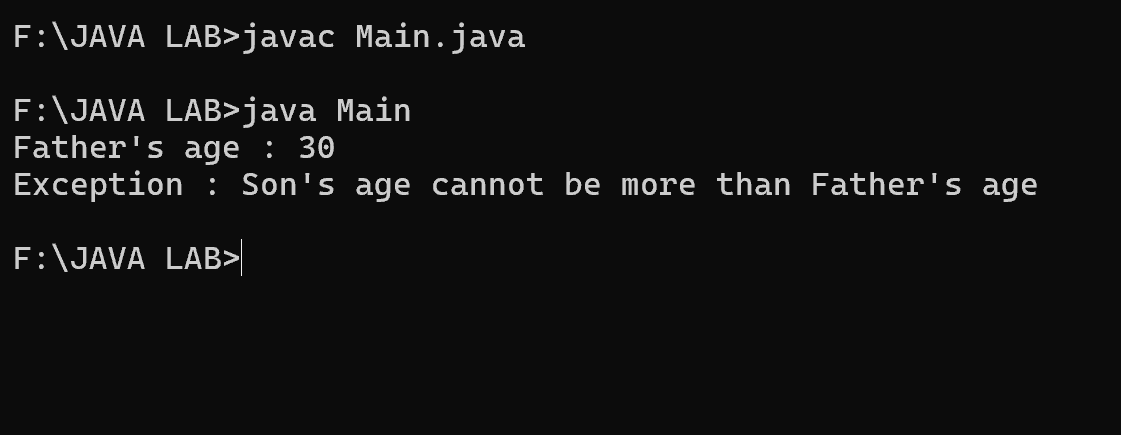 F:\JAVA LAB>javac Main.java
F:\JAVA LAB>java Main
Father's age : 30
Exception : Son's age cannot be more than Father's age
F:\JAVA LAB>